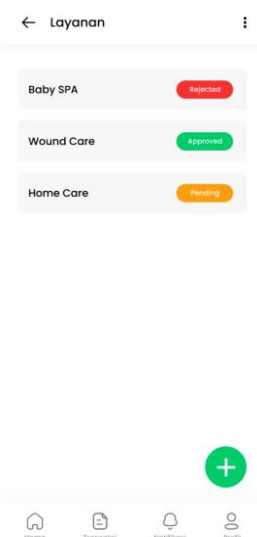 Layanan
Baby SPA
Rejected
Wound Care
Approved
Home Care
Pending